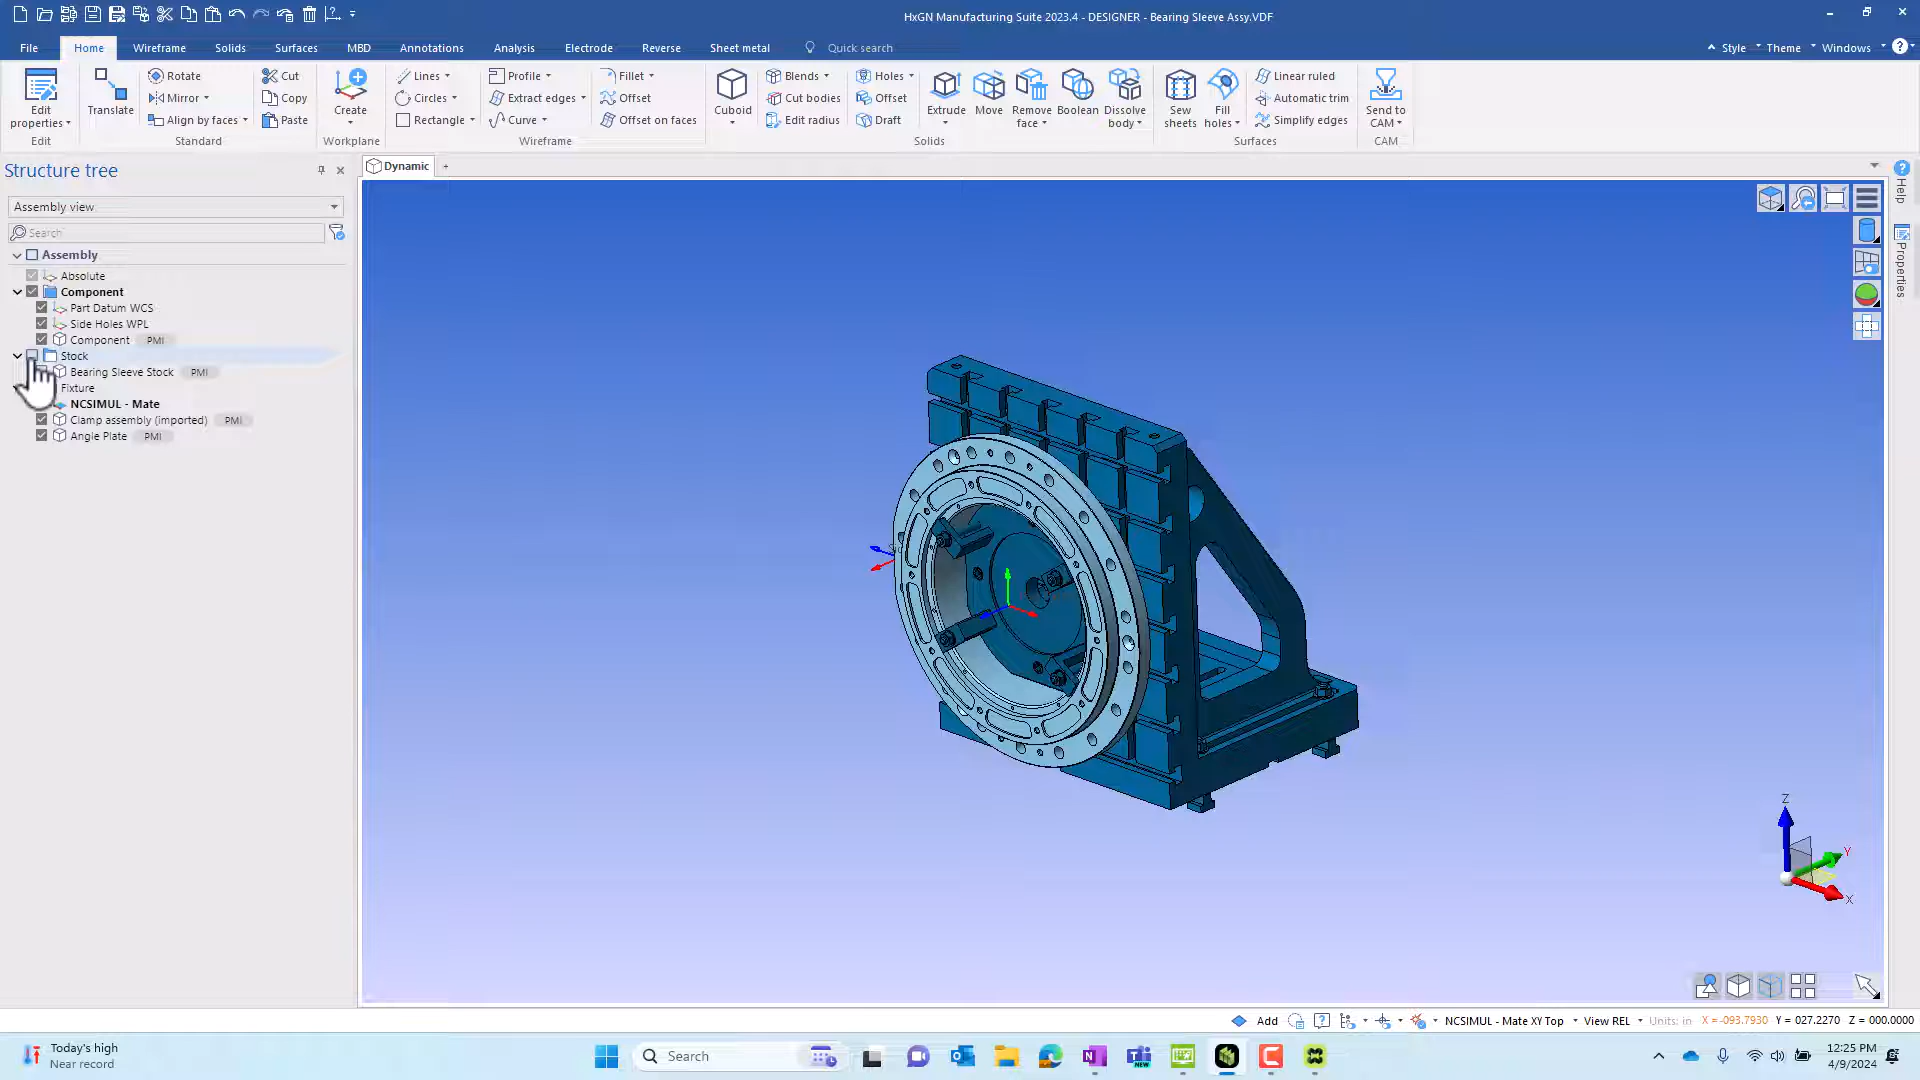 HxGN Manufacturing Suite 2023.4 - DESIGNER - Bearing Sleeve Assy.VDF
File Home Wireframe Solids Surfaces MBD Annotations Analysis Electrode Reverse Sheet metal Quick search Style Theme Windows
Edit properties
Edit
Translate
Rotate
Mirror
Align by faces
Standard
Cut
Copy
Paste
Create
Workplane
Lines
Circles
Rectangle
Profile
Extract edges
Curve
Fillet
Offset
Offset on faces
Wireframe
Cuboid
Blends
Cut bodies
Edit radius
Holes
Offset
Draft
Extrude
Move
Remove face
Boolean
Dissolve body
Solids
Sew sheets
Fill holes
Linear ruled
Automatic trim
Simplify edges
Surfaces
Send to CAM
CAM
Structure tree
Dynamic
+
Assembly view
Search
Assembly
Absolute
Component
Part Datum WCS
Side Holes WPL
Component PMI
Stock
Bearing Sleeve Stock PMI
Fixture
NCSIMUL - Mate
Clamp assembly (imported) PMI
Angle Plate PMI
Help
Properties
Z
Y
X
Add NCSIMUL - Mate XY Top View REL Units: in X = -093.7930 Y = 027.2270 Z = 000.0000
Today's high
Near record
Search
12:25 PM
4/9/2024